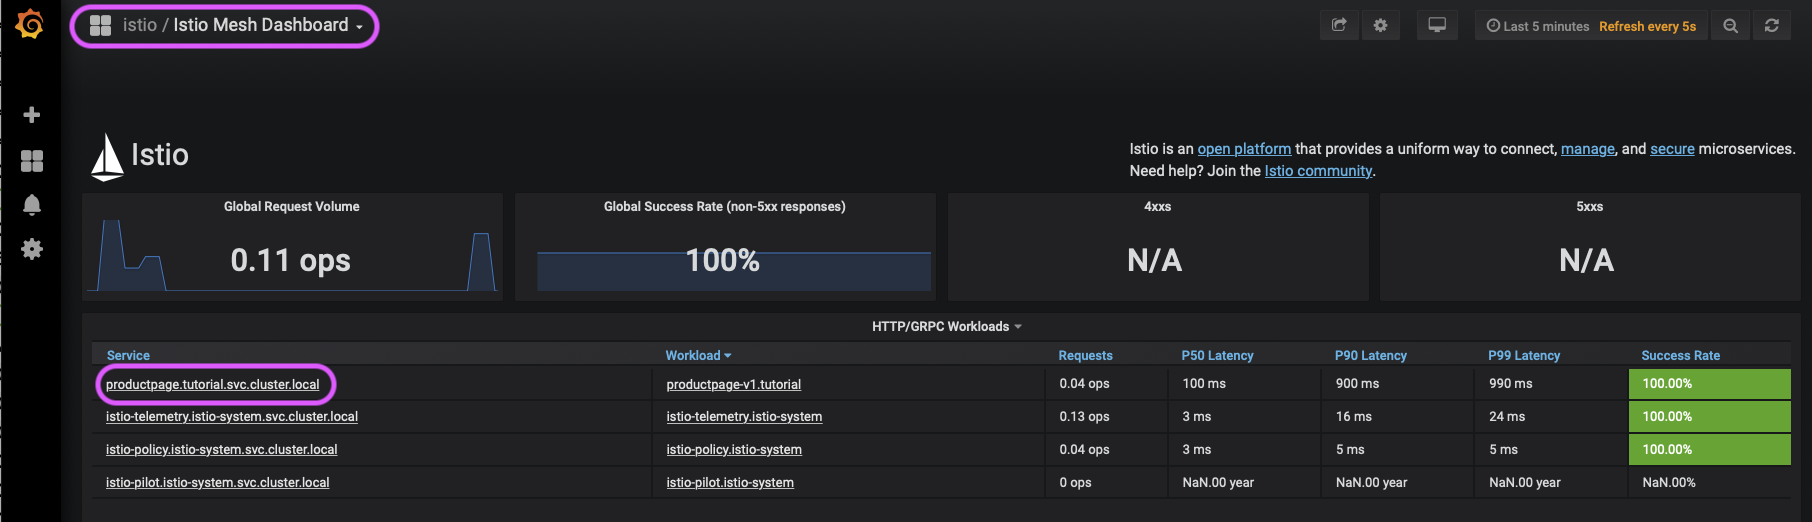 istio / Istio Mesh Dashboard
Last 5 minutes Refresh every 5s
Istio
Istio is an open platform that provides a uniform way to connect, manage, and secure microservices.
Need help? Join the Istio community.
Global Request Volume
0.11 ops
Global Success Rate (non-5xx responses)
100%
4xxs
N/A
5xxs
N/A
HTTP/GRPC Workloads
Service Workload Requests P50 Latency P90 Latency P99 Latency Success Rate
productpage.tutorial.svc.cluster.local productpage-v1.tutorial 0.04 ops 100 ms 900 ms 990 ms 100.00%
istio-telemetry.istio-system.svc.cluster.local istio-telemetry.istio-system 0.13 ops 3 ms 16 ms 24 ms 100.00%
istio-policy.istio-system.svc.cluster.local istio-policy.istio-system 0.04 ops 3 ms 5 ms 5 ms 100.00%
istio-pilot.istio-system.svc.cluster.local istio-pilot.istio-system 0 ops NaN.00 year NaN.00 year NaN.00 year NaN.00%